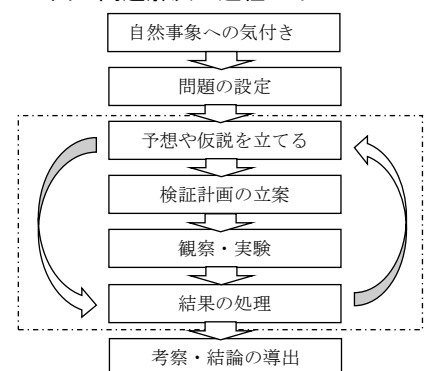 自然事象への気付き
問題の設定
予想や仮説を立てる
検証計画の立案
観察・実験
結果の処理
考察・結論の導出